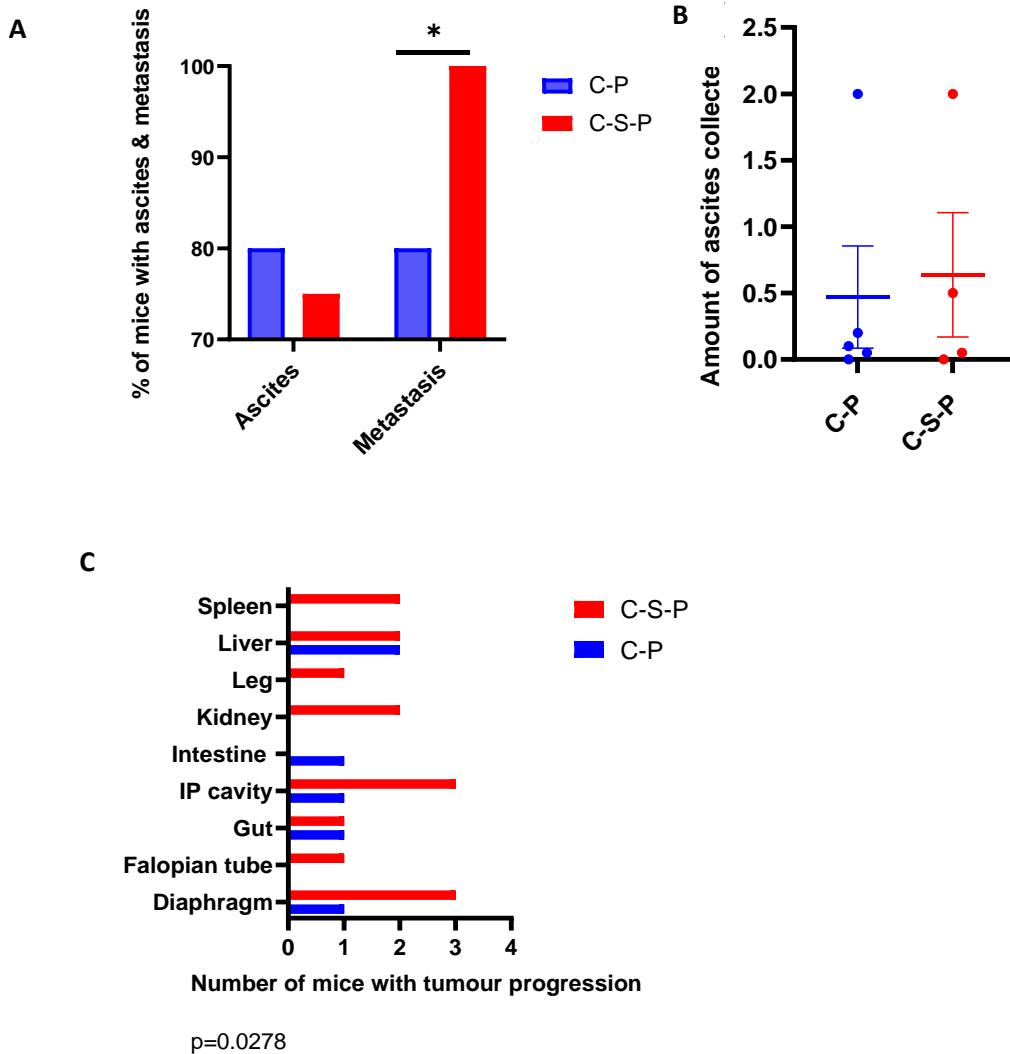 A
% of mice with ascites & metastasis
100
90
80
70
*
Ascites
Metastasis
C-P
C-S-P
B
Amount of ascites collecte
2.5
2.0
1.5
1.0
0.5
0.0
C-P
C-S-P
C
Spleen
Liver
Leg
Kidney
Intestine
IP cavity
Gut
Falopian tube
Diaphragm
0 1 2 3 4
Number of mice with tumour progression
C-S-P
C-P
p=0.0278